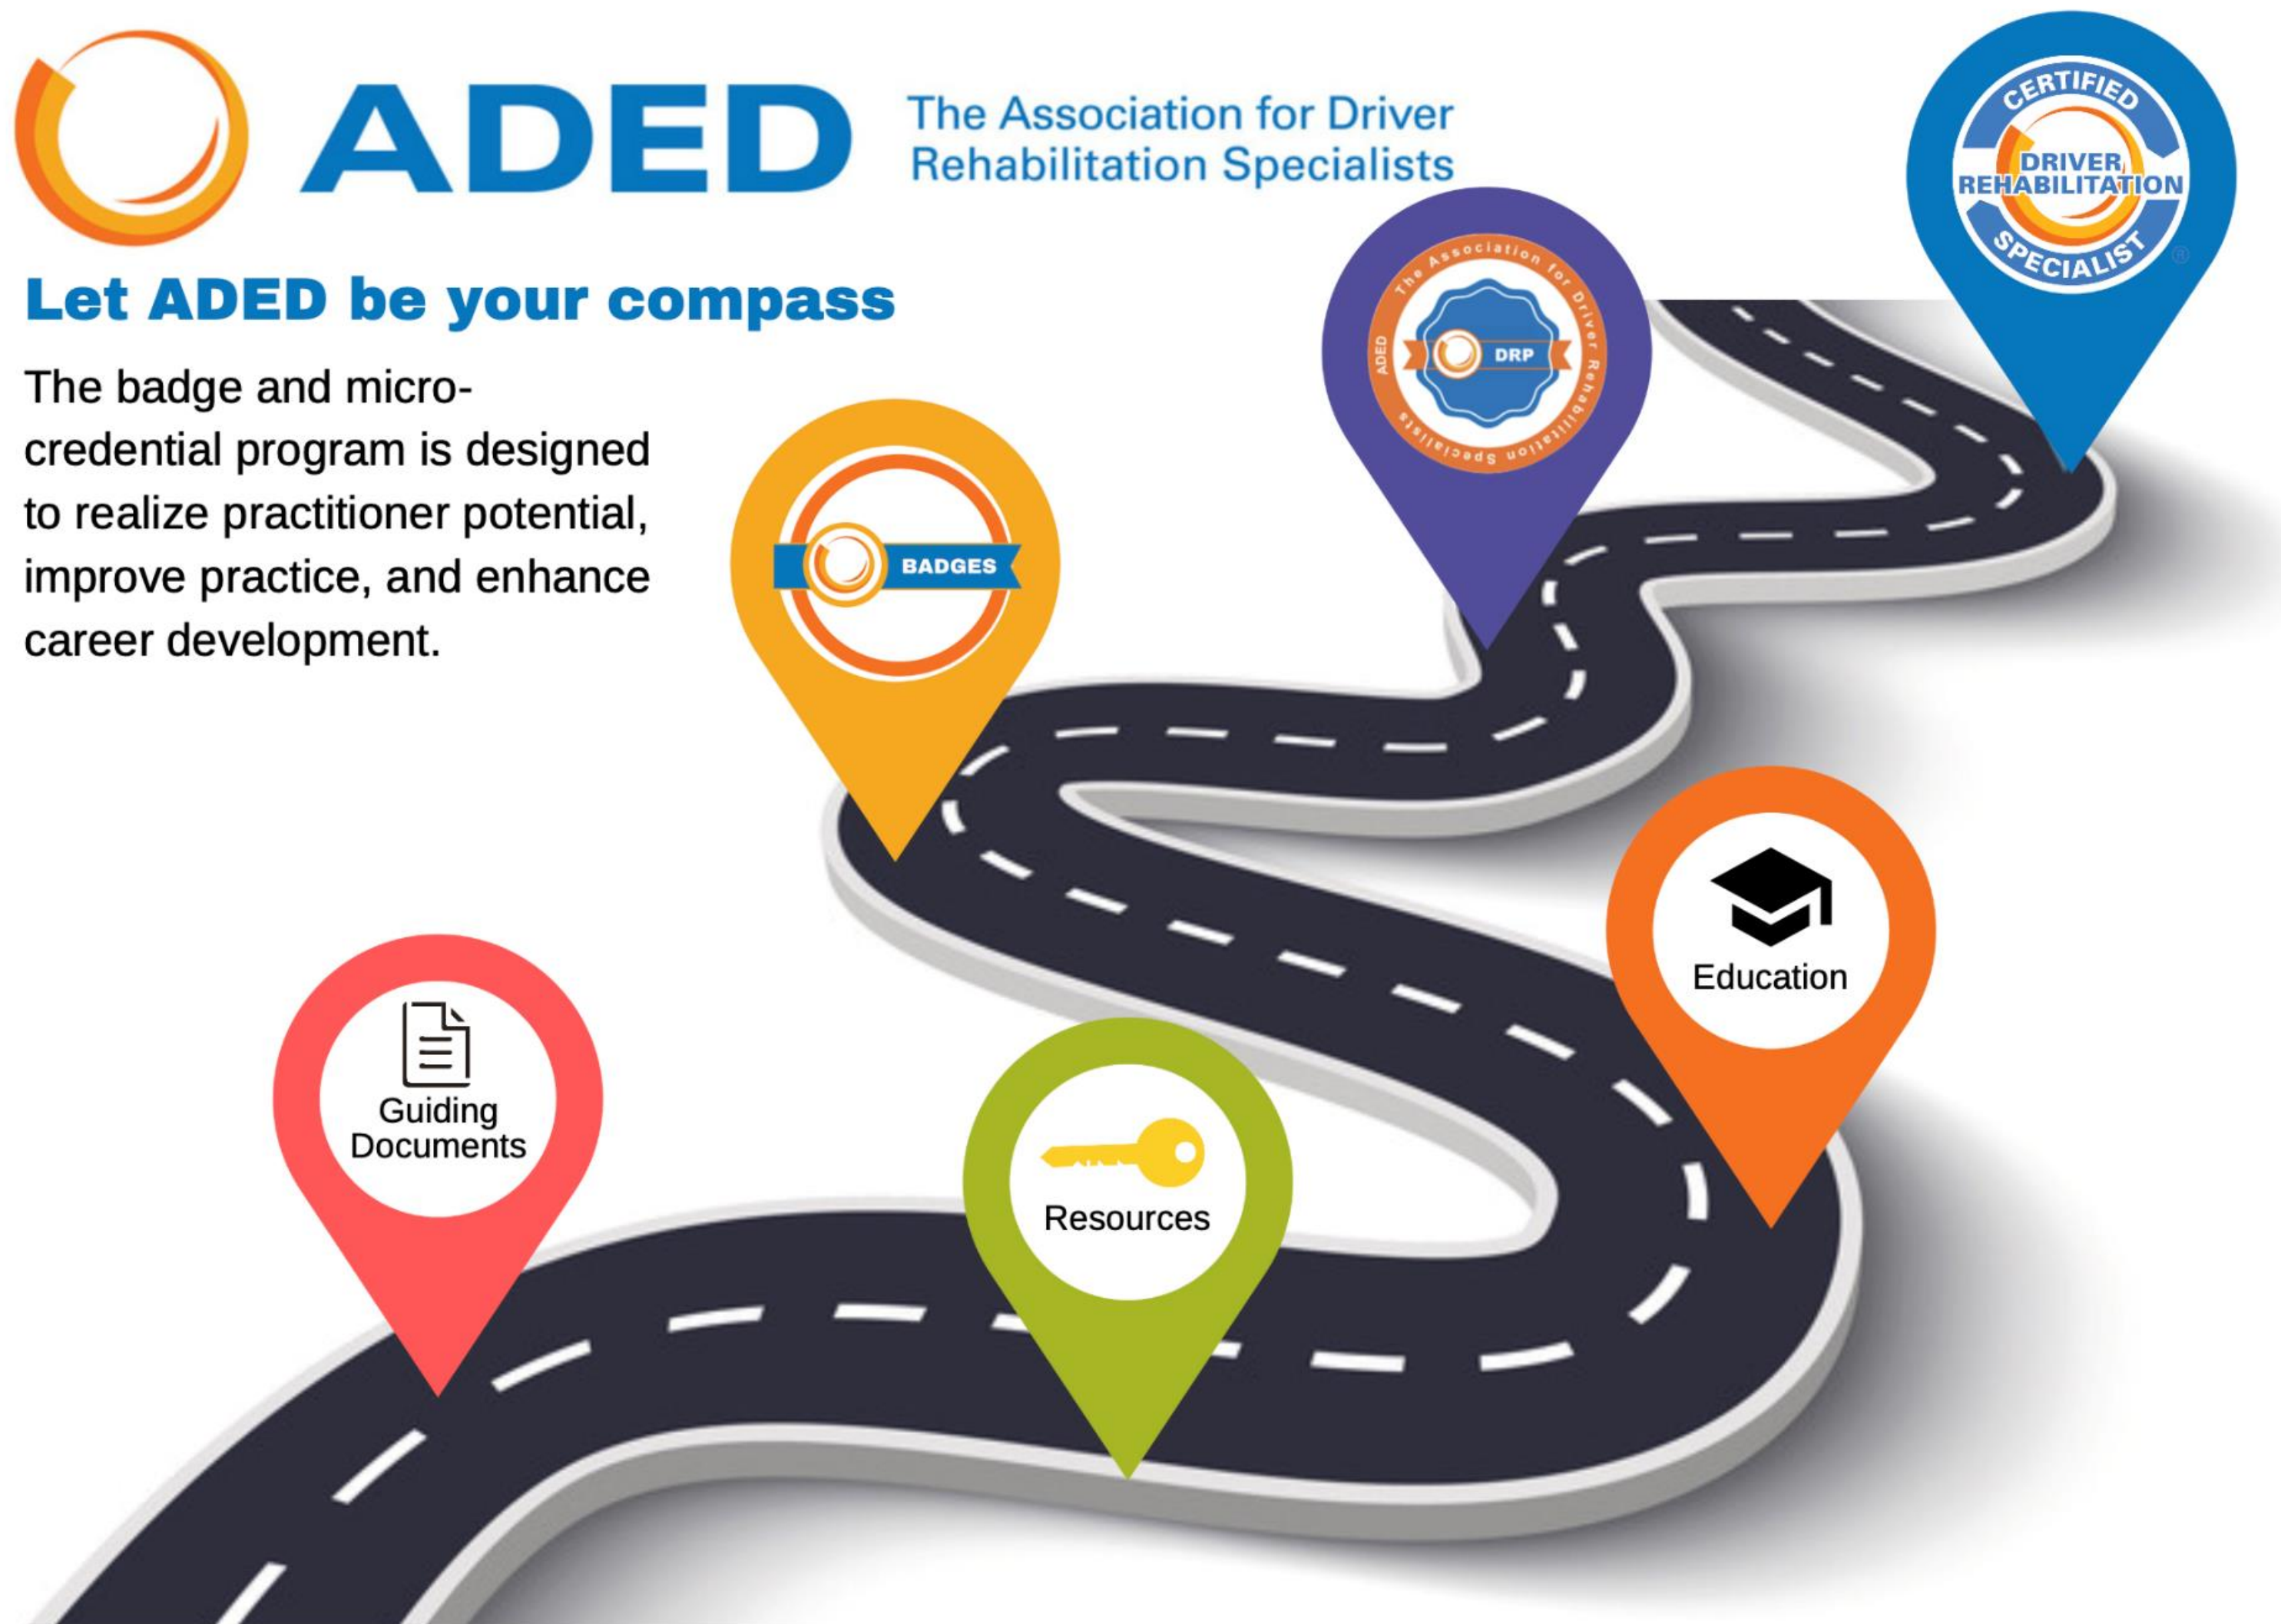 ADED
The Association for Driver
Rehabilitation Specialists
Let ADED be your compass
The badge and micro-
credential program is designed
to realize practitioner potential,
improve practice, and enhance
career development.
CERTIFIED
DRIVER
REHABILITATION
SPECIALIST
®
The Association for Driver Rehabilitation Specialists
ADED
DRP
BADGES
Education
Guiding
Documents
Resources